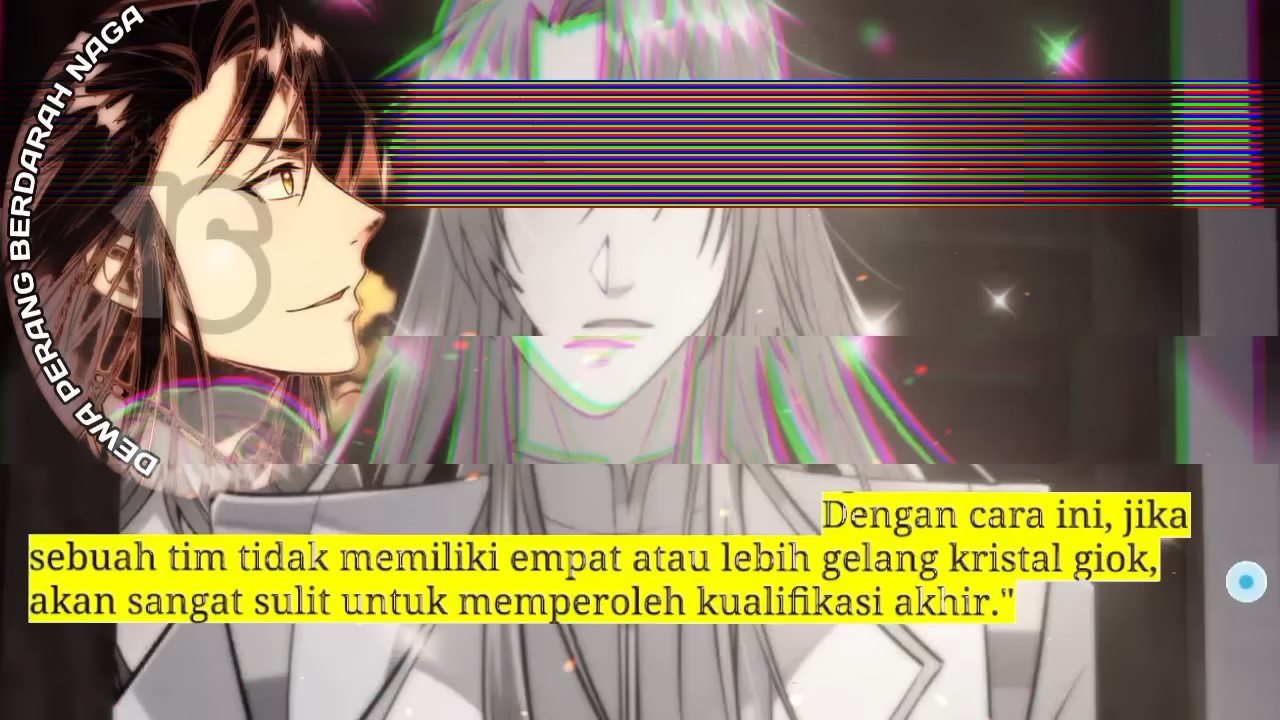 DEWA PERANG BERDARAH NAGA
Dengan cara ini, jika
sebuah tim tidak memiliki empat atau lebih gelang kristal giok,
akan sangat sulit untuk memperoleh kualifikasi akhir."